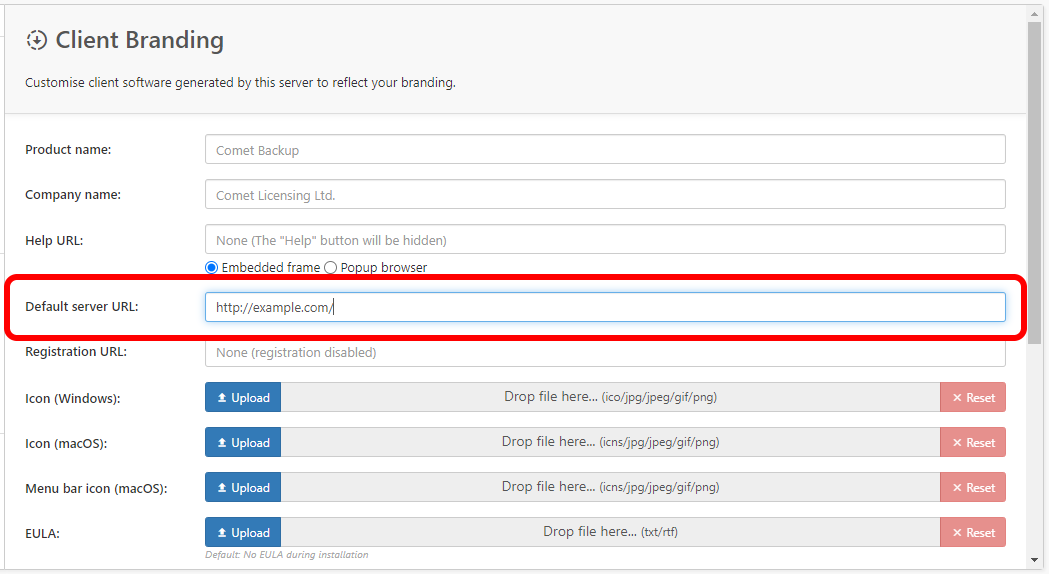 Client Branding
Customise client software generated by this server to reflect your branding.
Product name: Comet Backup
Company name: Comet Licensing Ltd.
Help URL: None (The "Help" button will be hidden)
Embedded frame Popup browser
Default server URL: http://example.com/
Registration URL: None (registration disabled)
Icon (Windows): Upload Drop file here... (ico/jpg/jpeg/gif/png) Reset
Icon (macOS): Upload Drop file here... (icns/jpg/jpeg/gif/png) Reset
Menu bar icon (macOS): Upload Drop file here... (icns/jpg/jpeg/gif/png) Reset
EULA: Upload Drop file here... (txt/rtf) Reset
Default: No EULA during installation